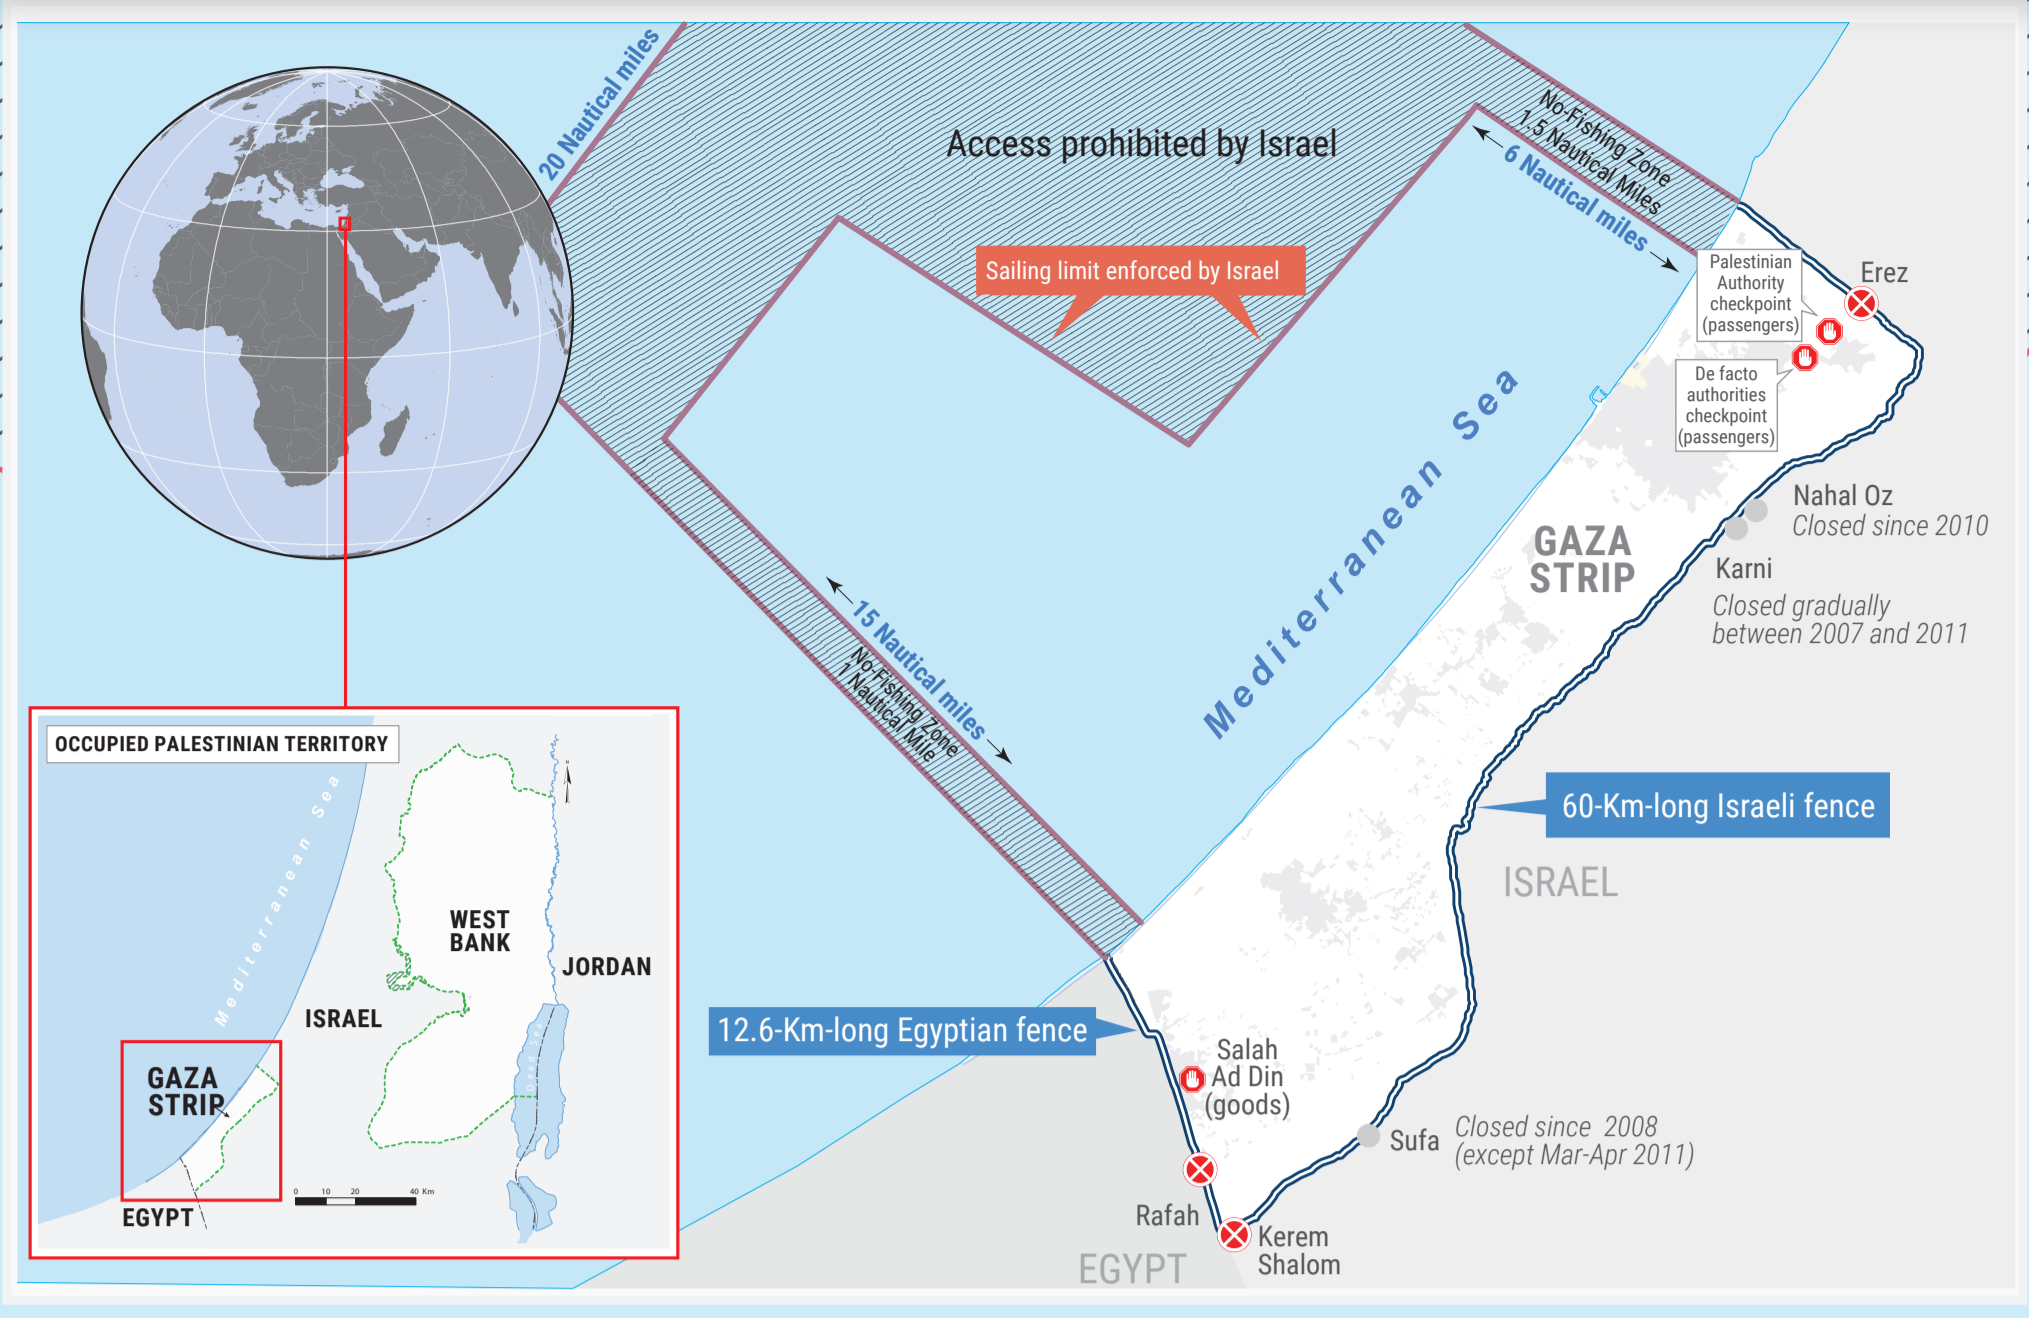 20 Nautical miles
Access prohibited by Israel
No-Fishing Zone
1.5 Nautical Miles
6 Nautical miles
Sailing limit enforced by Israel
Palestinian
Authority
checkpoint
(passengers)
Erez
De facto
authorities
checkpoint
(passengers)
Mediterranean Sea
Nahal Oz
Closed since 2010
GAZA
STRIP
Karni
Closed gradually
between 2007 and 2011
15 Nautical miles
No-Fishing Zone
1 Nautical Mile
60-Km-long Israeli fence
ISRAEL
12.6-Km-long Egyptian fence
Salah
Ad Din
(goods)
Sufa
Closed since 2008
(except Mar-Apr 2011)
Rafah
Kerem
Shalom
EGYPT
OCCUPIED PALESTINIAN TERRITORY
Mediterranean Sea
N
WEST
BANK
JORDAN
ISRAEL
Dead Sea
GAZA
STRIP
0 10 20 40 Km
EGYPT